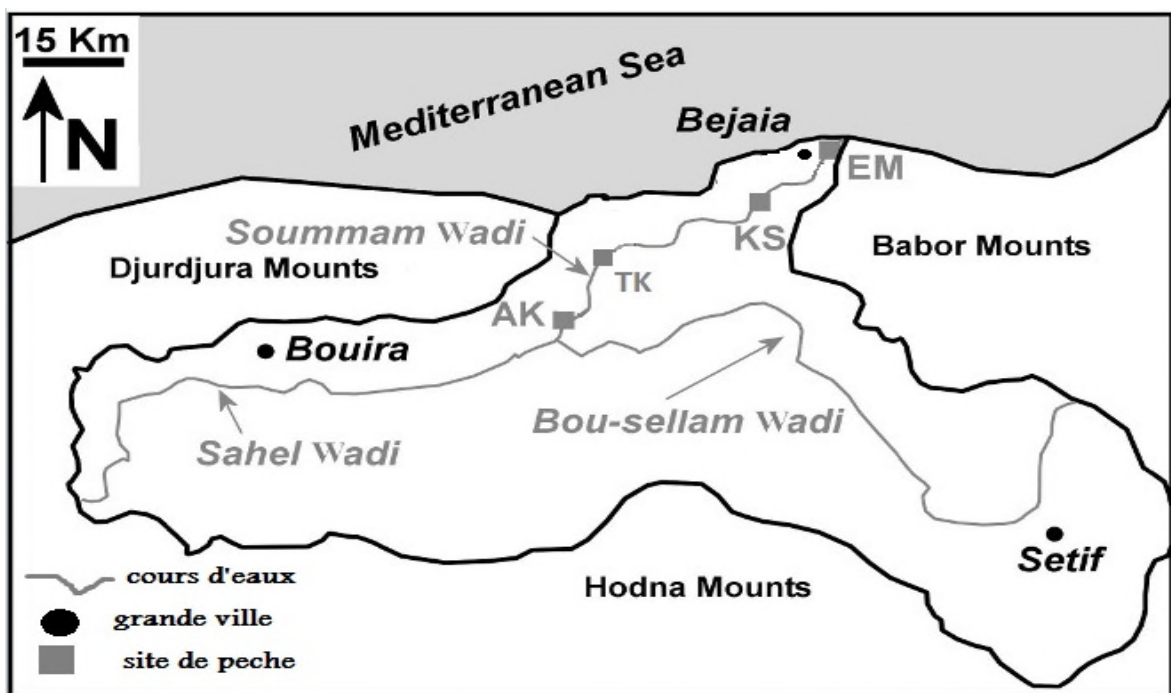 15 Km
N
Mediterranean Sea
Bejaia
EM
KS
Soummam Wadi
Babor Mounts
Djurdjura Mounts
TK
AK
Bouira
Bou-sellam Wadi
Sahel Wadi
Setif
Hodna Mounts
cours d'eaux
grande ville
site de peche